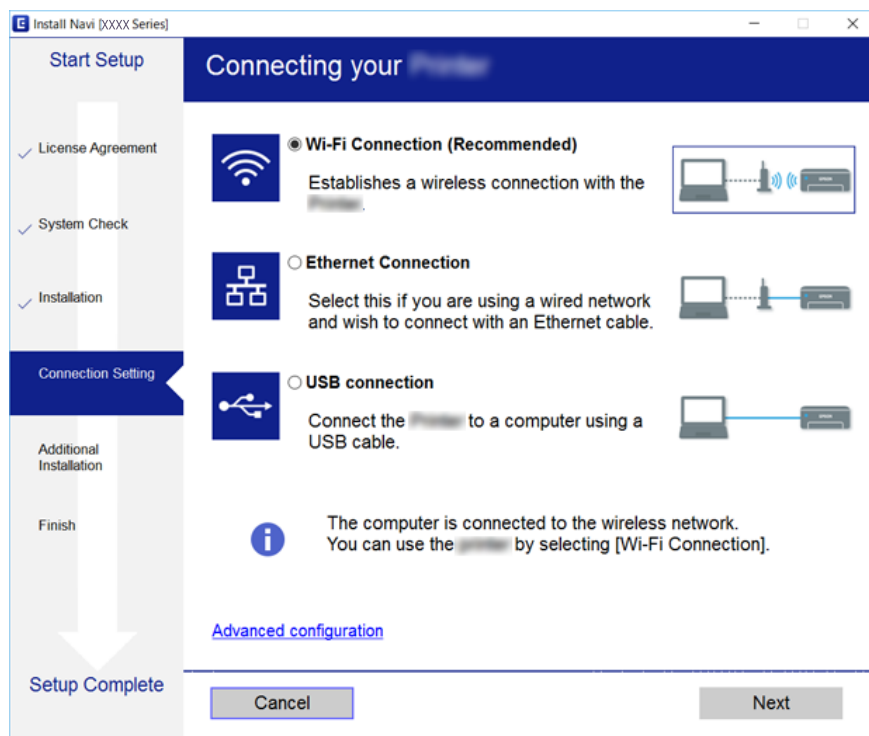 Install Navi [XXXX Series]
Start Setup
License Agreement
System Check
Installation
Connection Setting
Additional
Installation
Finish
Setup Complete
Connecting your
Wi-Fi Connection (Recommended)
Establishes a wireless connection with the
.
Ethernet Connection
Select this if you are using a wired network
and wish to connect with an Ethernet cable.
USB connection
Connect the to a computer using a
USB cable.
The computer is connected to the wireless network.
You can use the by selecting [Wi-Fi Connection].
Advanced configuration
Cancel
Next